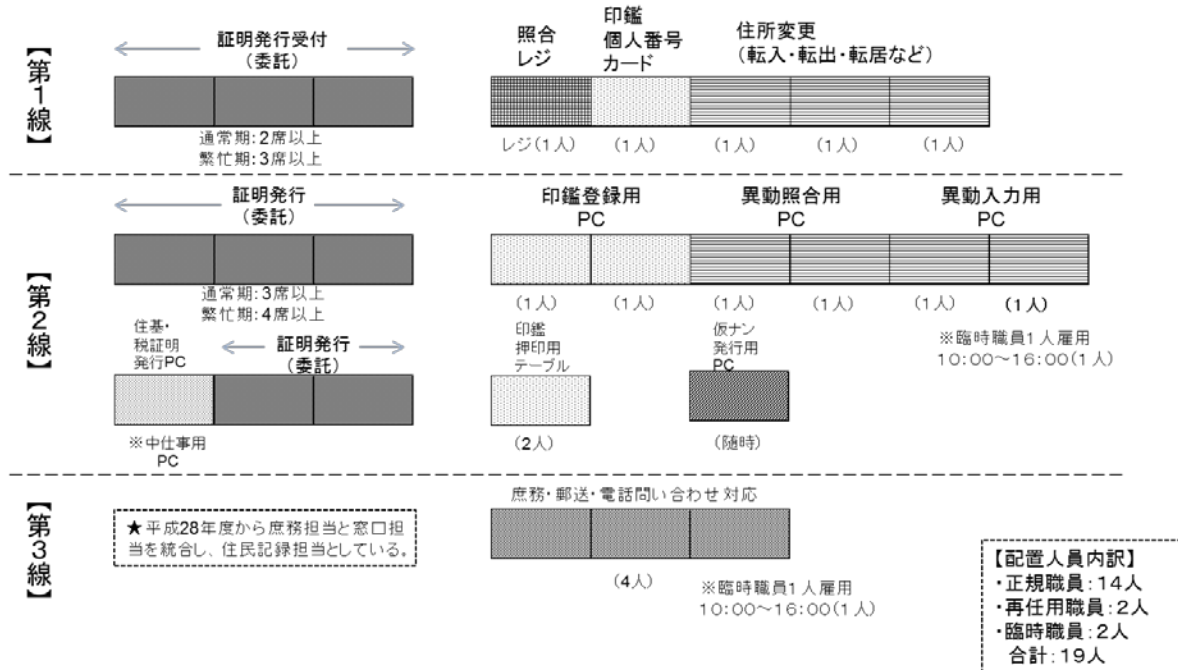 【第1線】
証明発行受付
(委託)
通常期:2席以上
繁忙期:3席以上
照合
レジ
印鑑
個人番号
カード
住所変更
(転入・転出・転居など)
レジ(1人)
(1人)
(1人)
(1人)
(1人)
【第2線】
証明発行
(委託)
通常期:3席以上
繁忙期:4席以上
印鑑登録用
PC
異動照合用
PC
異動入力用
PC
(1人)
(1人)
(1人)
(1人)
(1人)
(1人)
住基・
税証明
発行PC
証明発行
(委託)
※中仕事用
PC
印鑑
押印用
テーブル
(2人)
仮ナン
発行用
PC
(随時)
※臨時職員1人雇用
10:00～16:00(1人)
【第3線】
★平成28年度から庶務担当と窓口担
当を統合し、住民記録担当としている。
庶務・郵送・電話問い合わせ対応
(4人)
※臨時職員1人雇用
10:00～16:00(1人)
【配置人員内訳】
・正規職員:14人
・再任用職員:2人
・臨時職員:2人
合計:19人